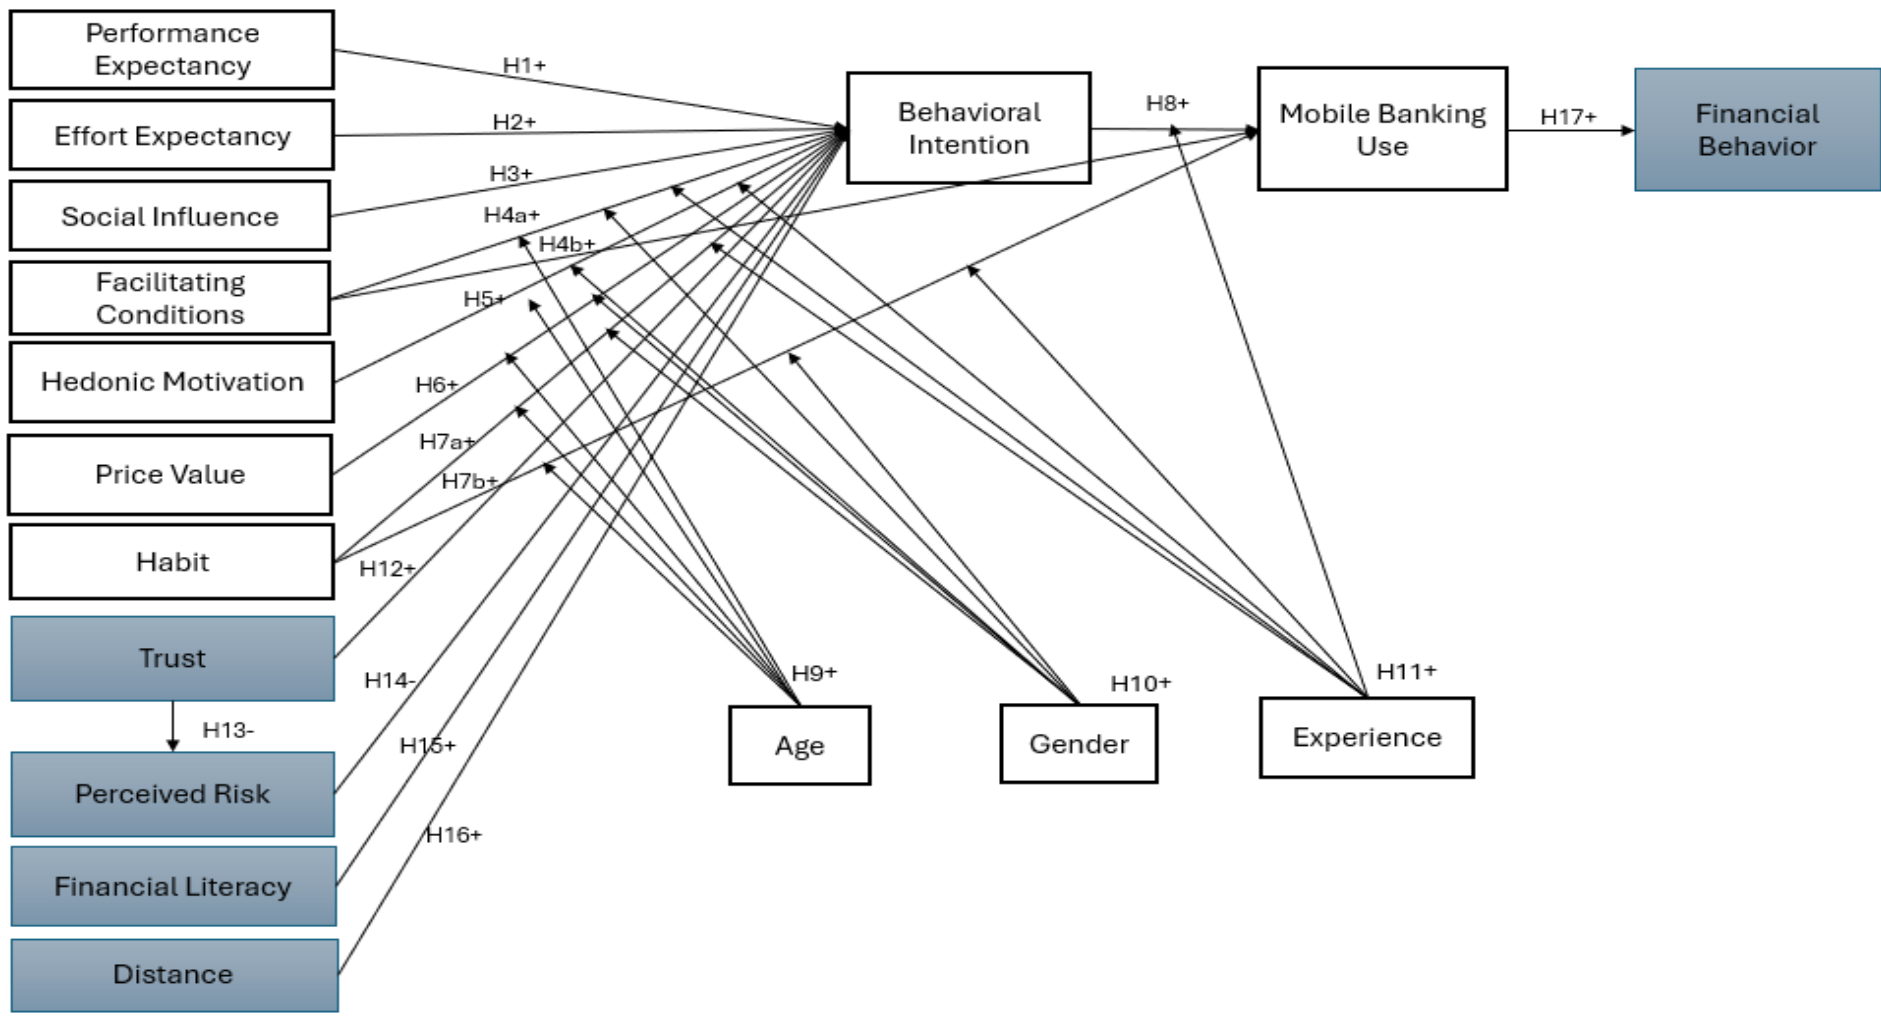 Performance
Expectancy
H1+
Effort Expectancy
H2+
Social Influence
H3+
Facilitating
Conditions
H4a+
H4b+
Hedonic Motivation
H5+
Price Value
H6+
Habit
H7a+
H7b+
Trust
H12+
H13-
Perceived Risk
H14-
Financial Literacy
H15+
Distance
H16+
Behavioral
Intention
H8+
Mobile Banking
Use
H17+
Financial
Behavior
H9+
Age
H10+
Gender
H11+
Experience